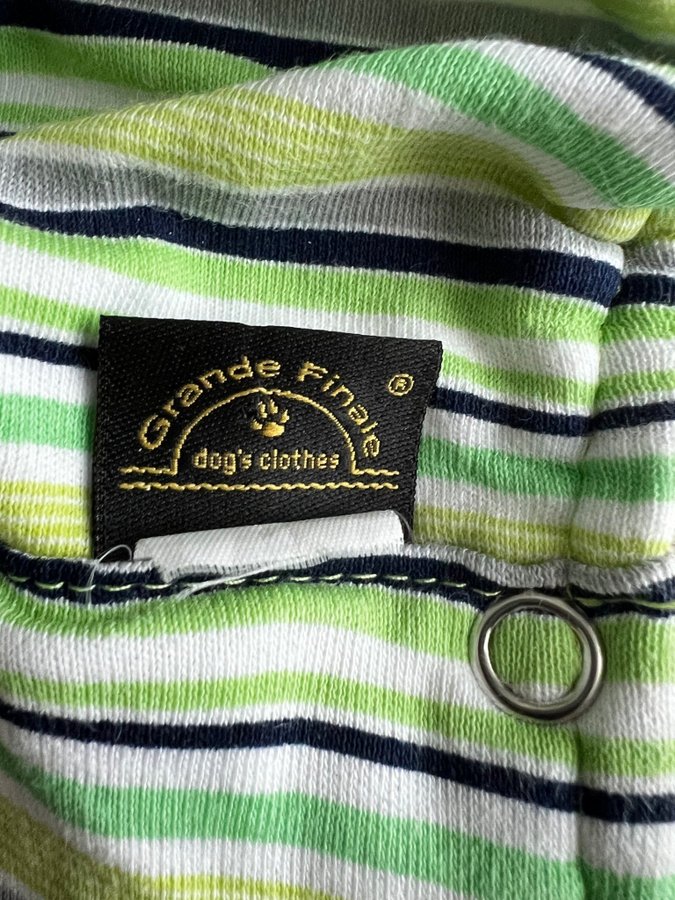 Grande Finale ®
dog's clothes